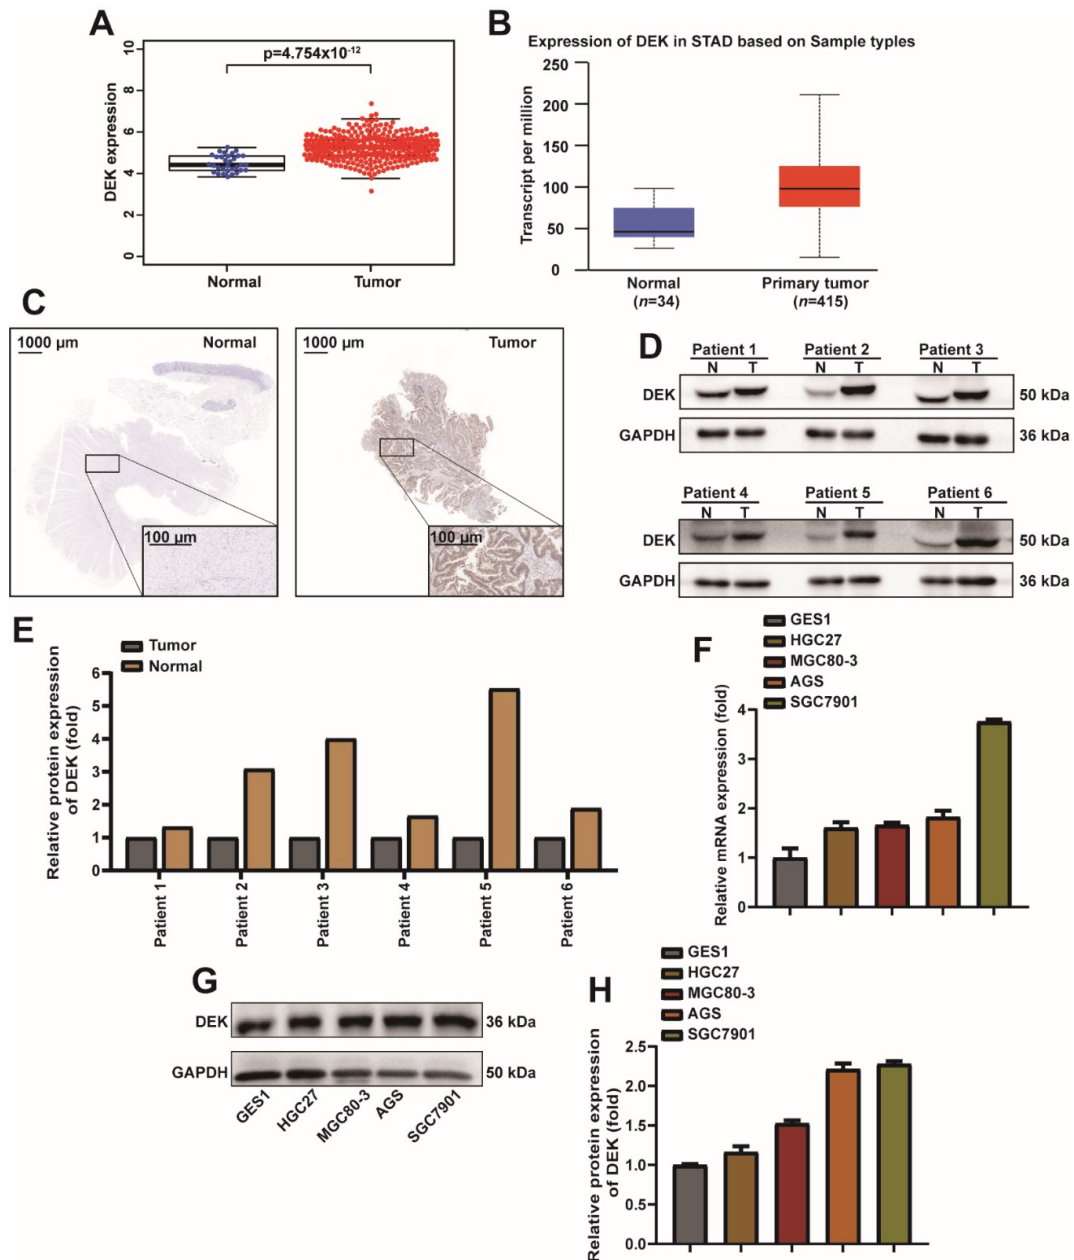 A
DEK expression
10
8
6
4
2
0
p=4.754x10-12
Normal
Tumor
B
Expression of DEK in STAD based on Sample typles
Transcript per million
250
200
150
100
50
0
Normal
(n=34)
Primary tumor
(n=415)
C
1000 µm
Normal
100 µm
1000 µm
Tumor
100 µm
D
Patient 1
Patient 2
Patient 3
N T N T N T
DEK
50 kDa
GAPDH
36 kDa
Patient 4
Patient 5
Patient 6
N T N T N T
DEK
50 kDa
GAPDH
36 kDa
E
Tumor
Normal
Relative protein expression
of DEK (fold)
6
5
4
3
2
1
0
Patient 1
Patient 2
Patient 3
Patient 4
Patient 5
Patient 6
F
GES1
HGC27
MGC80-3
AGS
SGC7901
Relative mRNA expression (fold)
4
3
2
1
0
G
DEK
36 kDa
GAPDH
50 kDa
GES1
HGC27
MGC80-3
AGS
SGC7901
H
GES1
HGC27
MGC80-3
AGS
SGC7901
Relative protein expression
of DEK (fold)
2.5
2.0
1.5
1.0
0.5
0.0